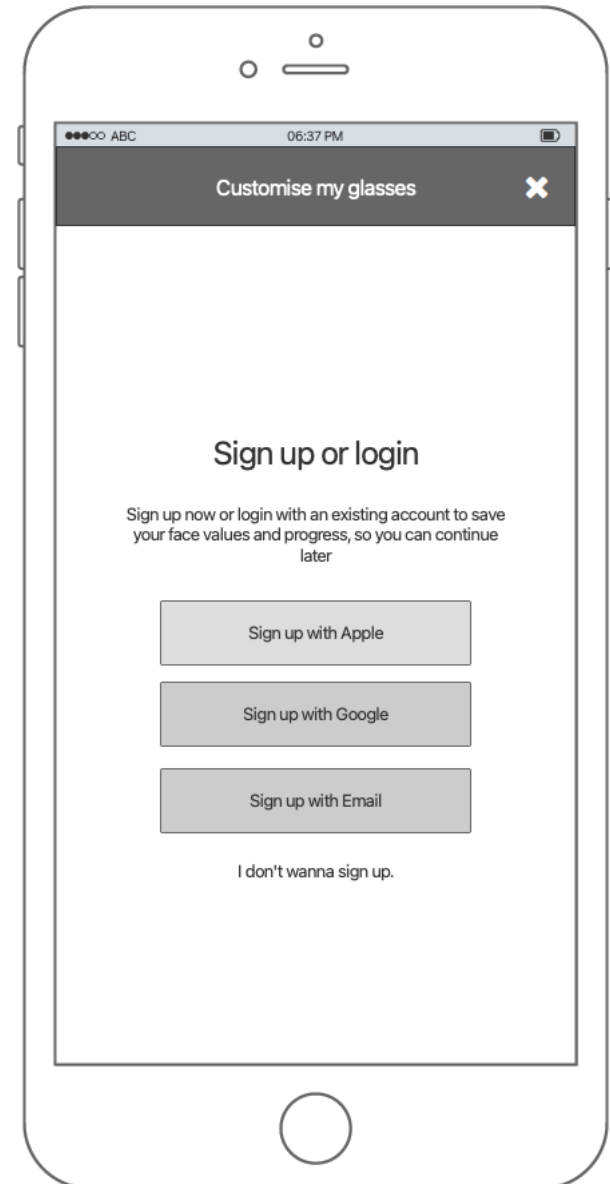 ABC 06:37 PM
Customise my glasses
Sign up or login
Sign up now or login with an existing account to save
your face values and progress, so you can continue
later
Sign up with Apple
Sign up with Google
Sign up with Email
I don't wanna sign up.